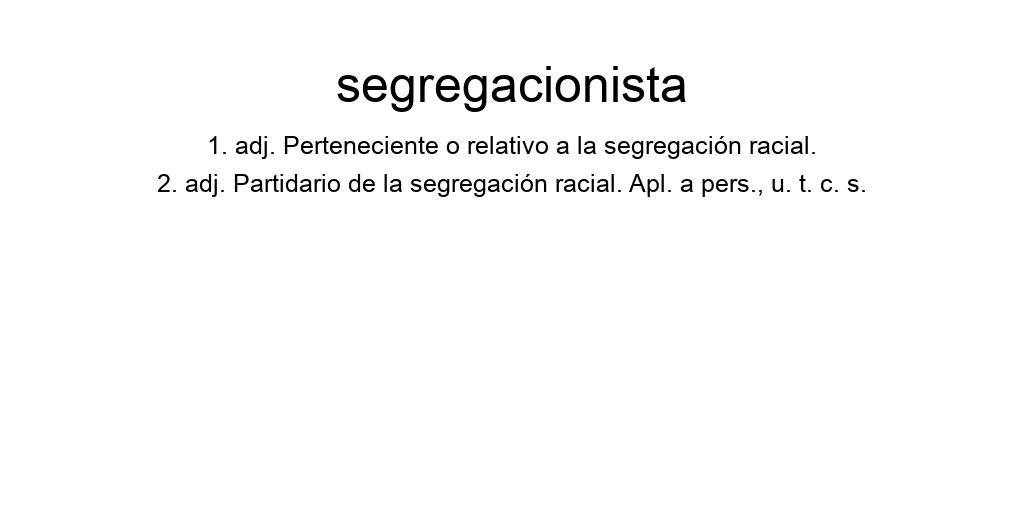 segregacionista
1. adj. Perteneciente o relativo a la segregación racial.
2. adj. Partidario de la segregación racial. Apl. a pers., u. t. c. s.